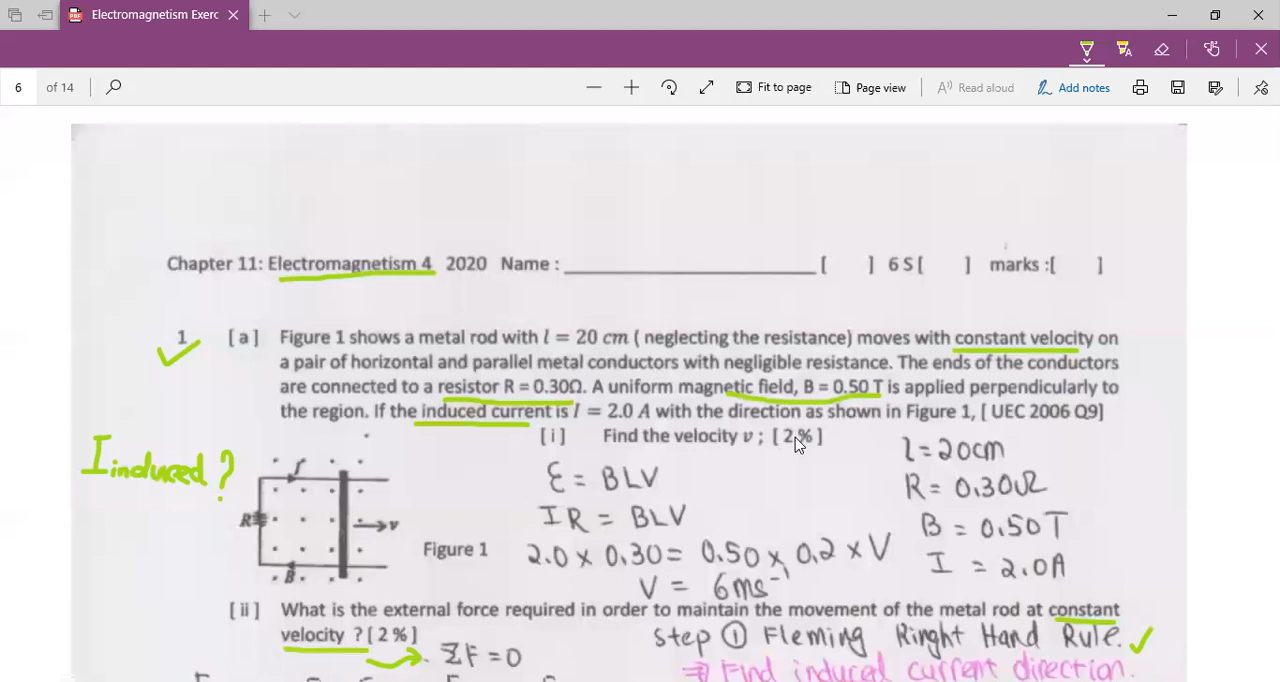 Electromagnetism Exerc
6 of 14
Fit to page
Page view
Read aloud
Add notes
Chapter 11: Electromagnetism 4 2020 Name : ____________ [ ] 6 S [ ] marks :[ ]
1 [ a ] Figure 1 shows a metal rod with l = 20 cm ( neglecting the resistance) moves with constant velocity on
a pair of horizontal and parallel metal conductors with negligible resistance. The ends of the conductors
are connected to a resistor R = 0.30Ω. A uniform magnetic field, B = 0.50 T is applied perpendicularly to
the region. If the induced current is I = 2.0 A with the direction as shown in Figure 1, [ UEC 2006 Q9]
[ i ] Find the velocity v ; [ 2 % ]
I induced ?
l = 20cm
ε = BLV
R = 0.30Ω
IR = BLV
B = 0.50T
R
v
Figure 1
2.0 x 0.30 = 0.50 x 0.2 x V
I = 2.0A
B
V = 6ms⁻¹
[ ii ] What is the external force required in order to maintain the movement of the metal rod at constant
velocity ? [ 2 % ]
ΣF = 0
Step ① Fleming Ringht Hand Rule.
⇒ Find induced current direction.